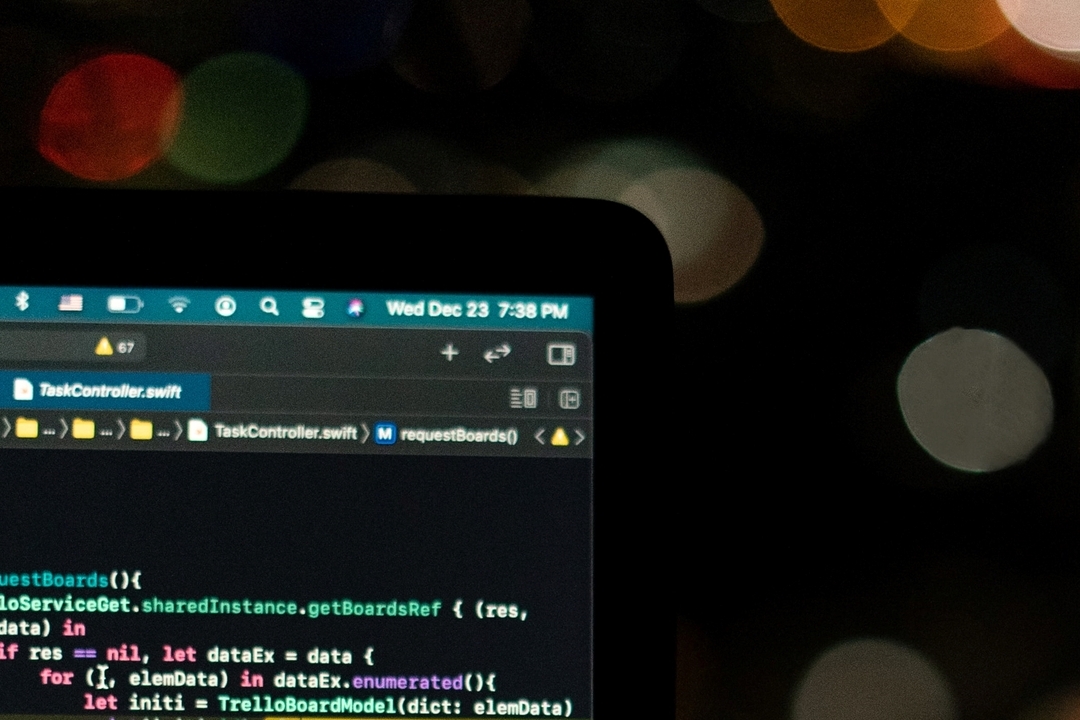 Wed Dec 23 7:38 PM
67
TaskController.swift
... ... ... TaskController.swift M requestBoards()
uestBoards(){
loServiceGet.sharedInstance.getBoardsRef { (res,
data) in
if res == nil, let dataEx = data {
for (_, elemData) in dataEx.enumerated(){
let initi = TrelloBoardModel(dict: elemData)